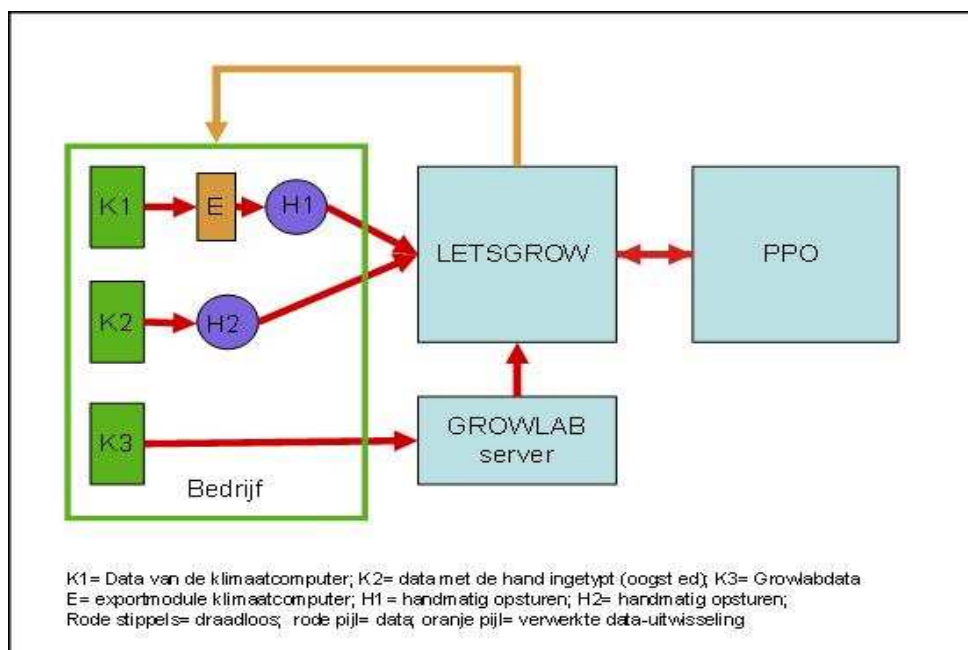 K1
E
H1
LETSGROW
PPO
K2
H2
K3
GROWLAB
server
Bedrijf
K1= Data van de klimaatcomputer; K2= data met de hand ingetypt (oogst ed); K3= Growlabdata
E= exportmodule klimaatcomputer; H1= handmatig opsturen; H2= handmatig opsturen;
Rode stippels= draadloos; rode pijl= data; oranje pijl= verwerkte data-uitwisseling